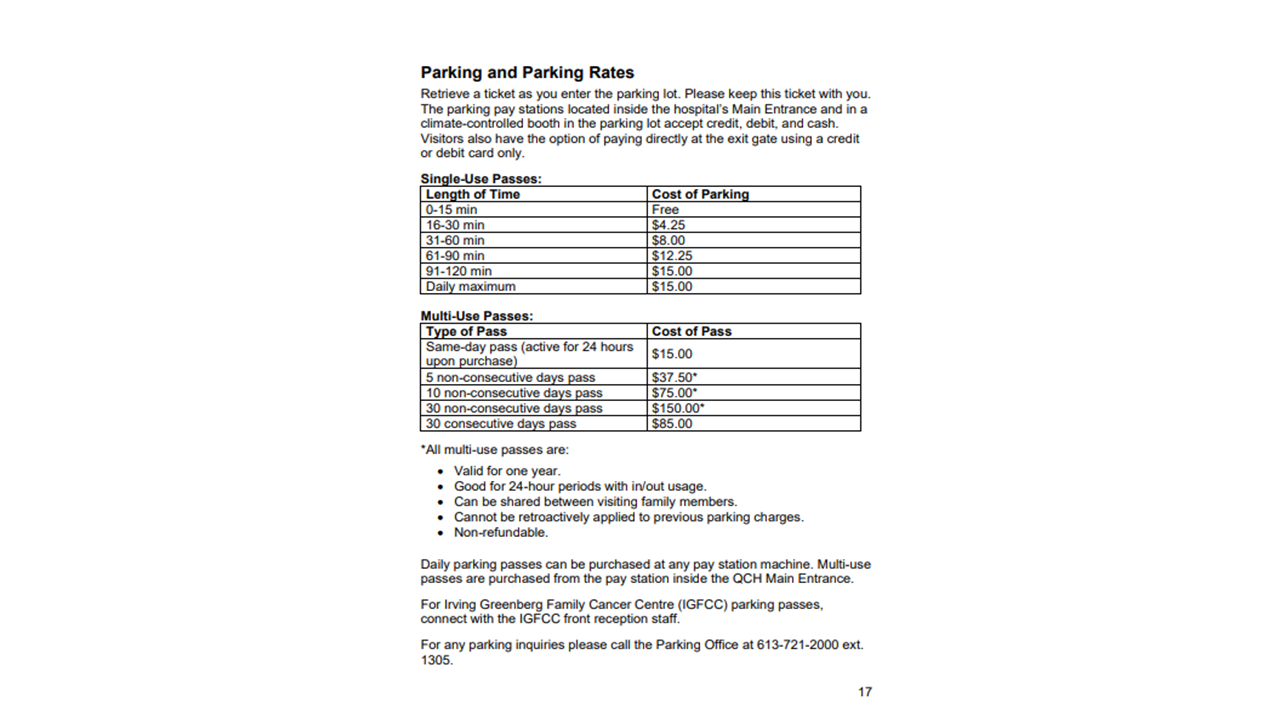 Parking and Parking Rates
Retrieve a ticket as you enter the parking lot. Please keep this ticket with you.
The parking pay stations located inside the hospital's Main Entrance and in a
climate-controlled booth in the parking lot accept credit, debit, and cash.
Visitors also have the option of paying directly at the exit gate using a credit
or debit card only.
Single-Use Passes:
Length of Time Cost of Parking
0-15 min Free
16-30 min $4.25
31-60 min $8.00
61-90 min $12.25
91-120 min $15.00
Daily maximum $15.00
Multi-Use Passes:
Type of Pass Cost of Pass
Same-day pass (active for 24 hours
upon purchase) $15.00
5 non-consecutive days pass $37.50*
10 non-consecutive days pass $75.00*
30 non-consecutive days pass $150.00*
30 consecutive days pass $85.00
*All multi-use passes are:
• Valid for one year.
• Good for 24-hour periods with in/out usage.
• Can be shared between visiting family members.
• Cannot be retroactively applied to previous parking charges.
• Non-refundable.
Daily parking passes can be purchased at any pay station machine. Multi-use
passes are purchased from the pay station inside the QCH Main Entrance.
For Irving Greenberg Family Cancer Centre (IGFCC) parking passes,
connect with the IGFCC front reception staff.
For any parking inquiries please call the Parking Office at 613-721-2000 ext.
1305.
17